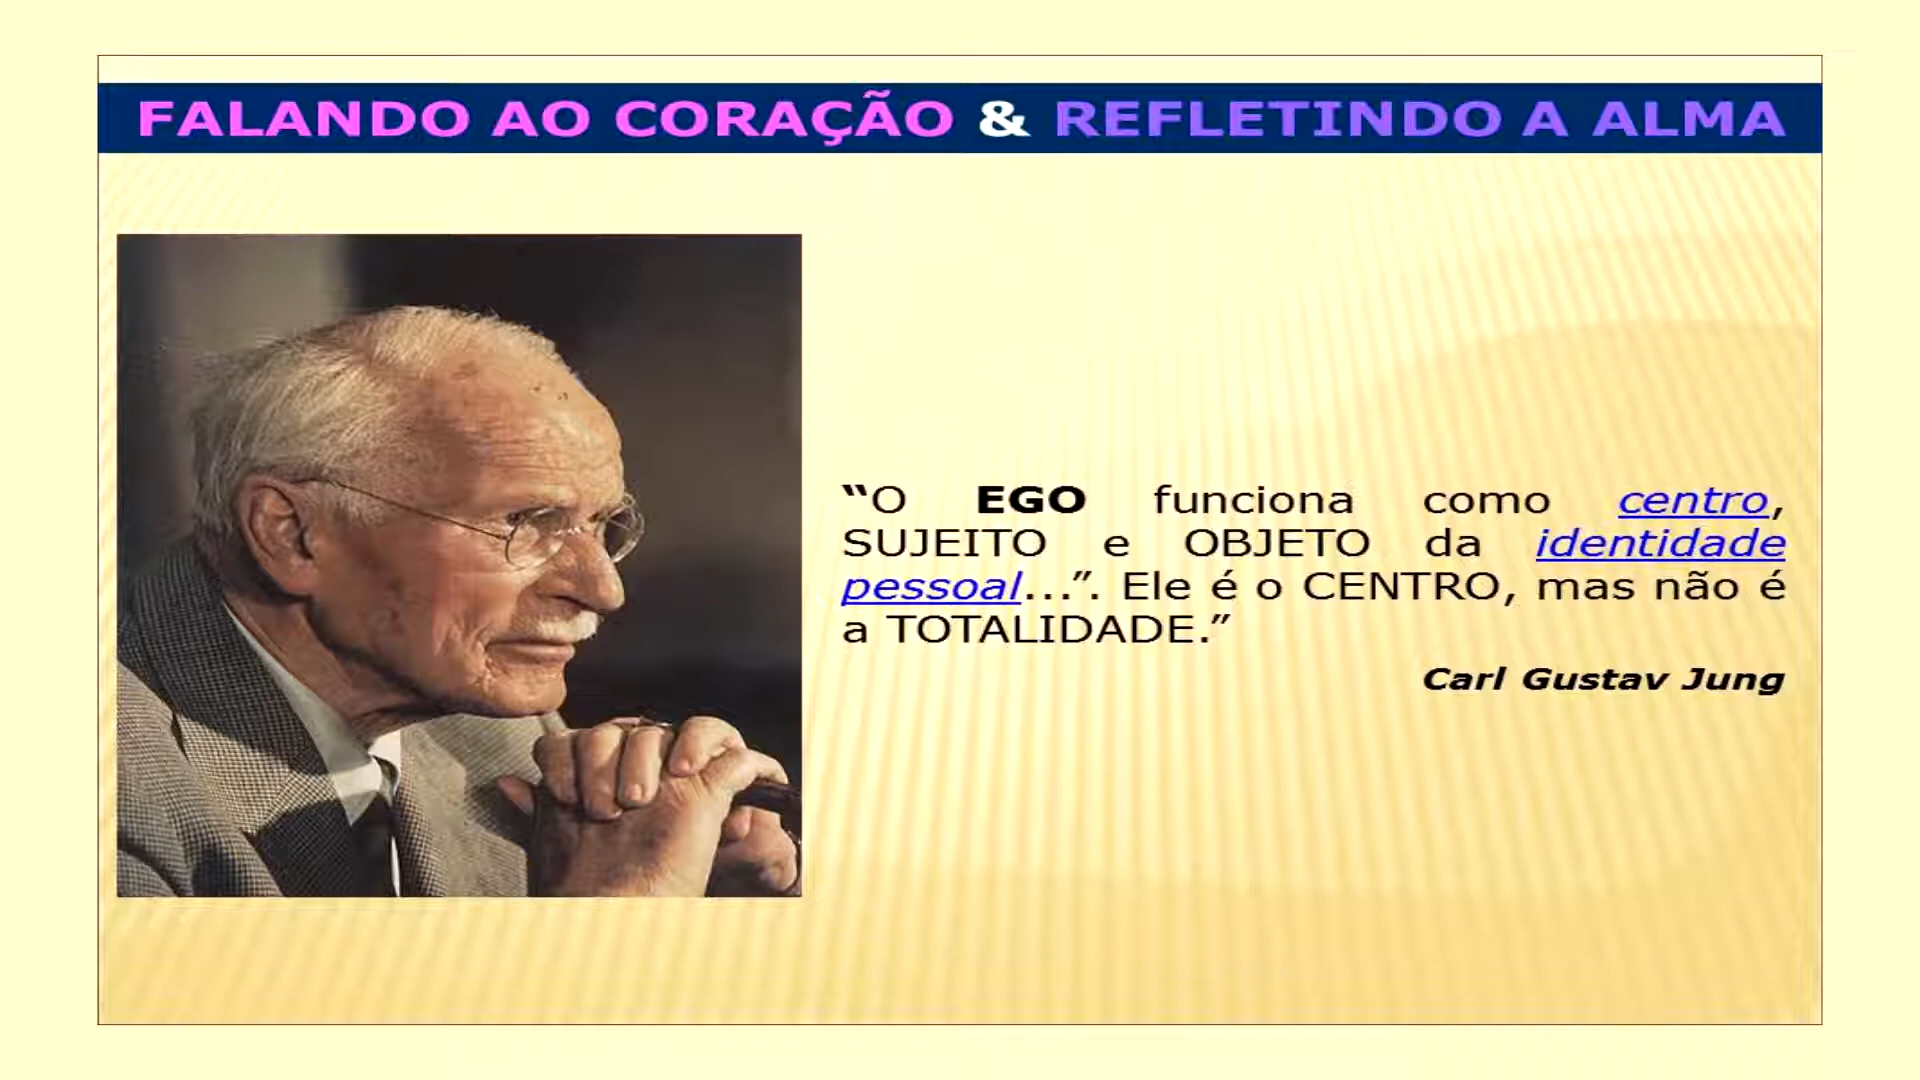 FALANDO AO CORAÇÃO & REFLETINDO A ALMA
“O EGO funciona como centro,
SUJEITO e OBJETO da identidade
pessoal...”. Ele é o CENTRO, mas não é
a TOTALIDADE.”
Carl Gustav Jung